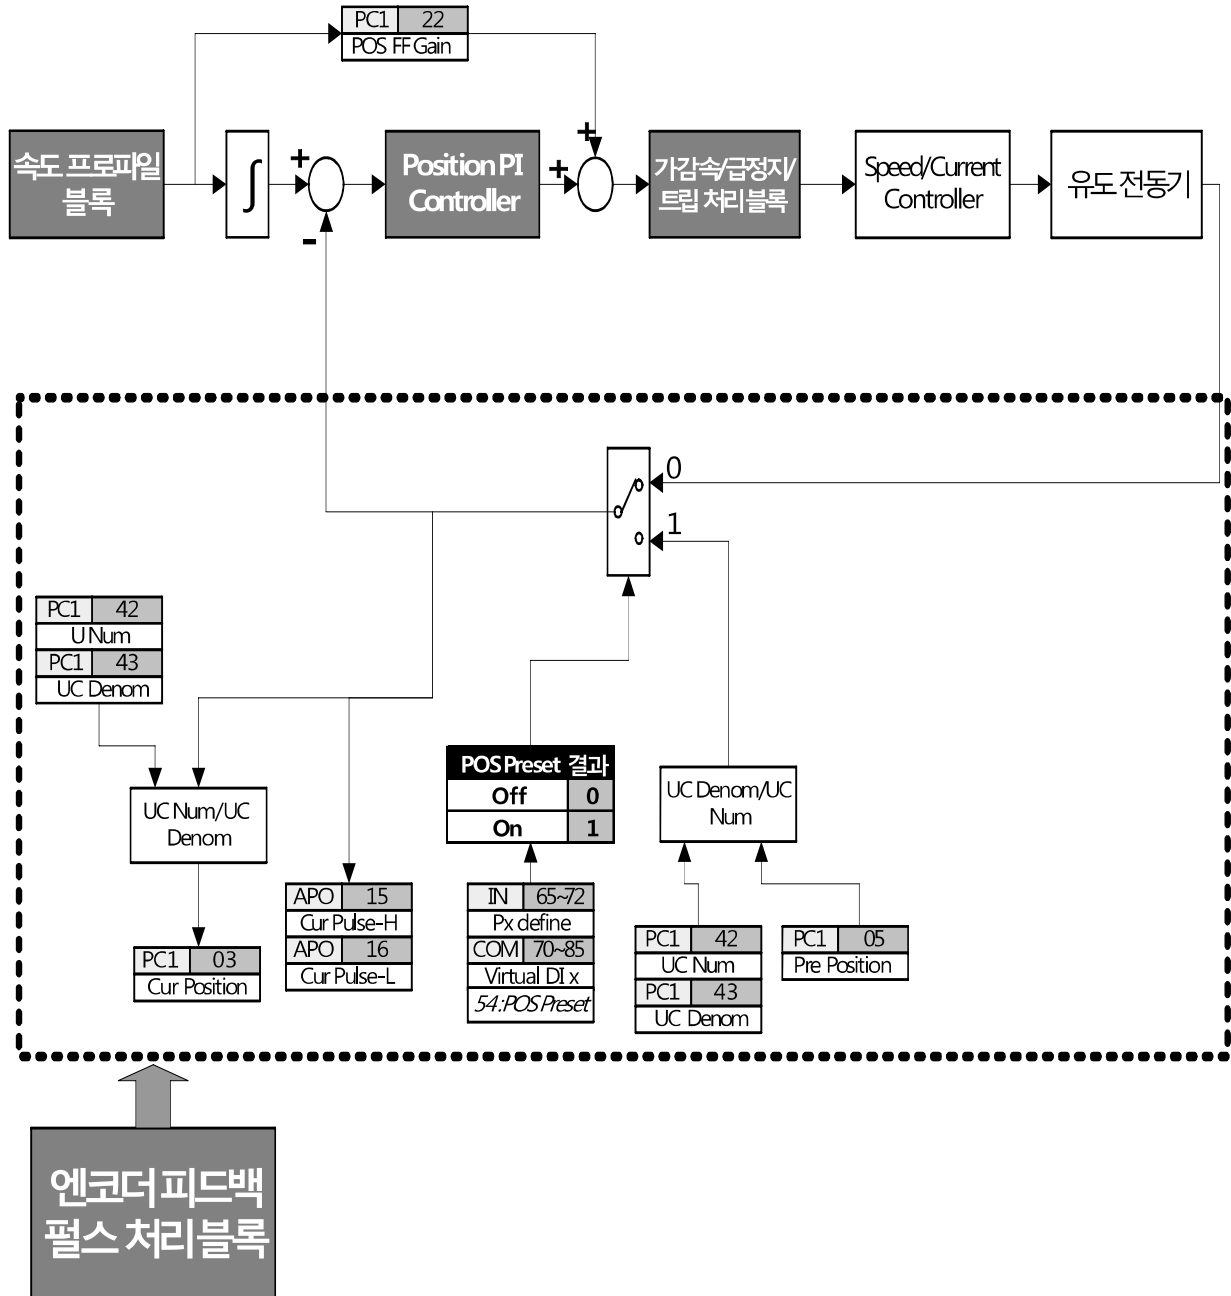 PC1 22
POS FF Gain
속도 프로파일
블록
∫
+
-
Position PI
Controller
+
+
가감속/급정지/
트립 처리 블록
Speed/Current
Controller
유도 전동기
0
1
PC1 42
U Num
PC1 43
UC Denom
UC Num/UC
Denom
PC1 03
Cur Position
APO 15
Cur Pulse-H
APO 16
Cur Pulse-L
POS Preset 결과
Off 0
On 1
IN 65~72
Px define
COM 70~85
Virtual DI x
54:POS Preset
UC Denom/UC
Num
PC1 42
UC Num
PC1 43
UC Denom
PC1 05
Pre Position
엔코더 피드백
펄스 처리 블록